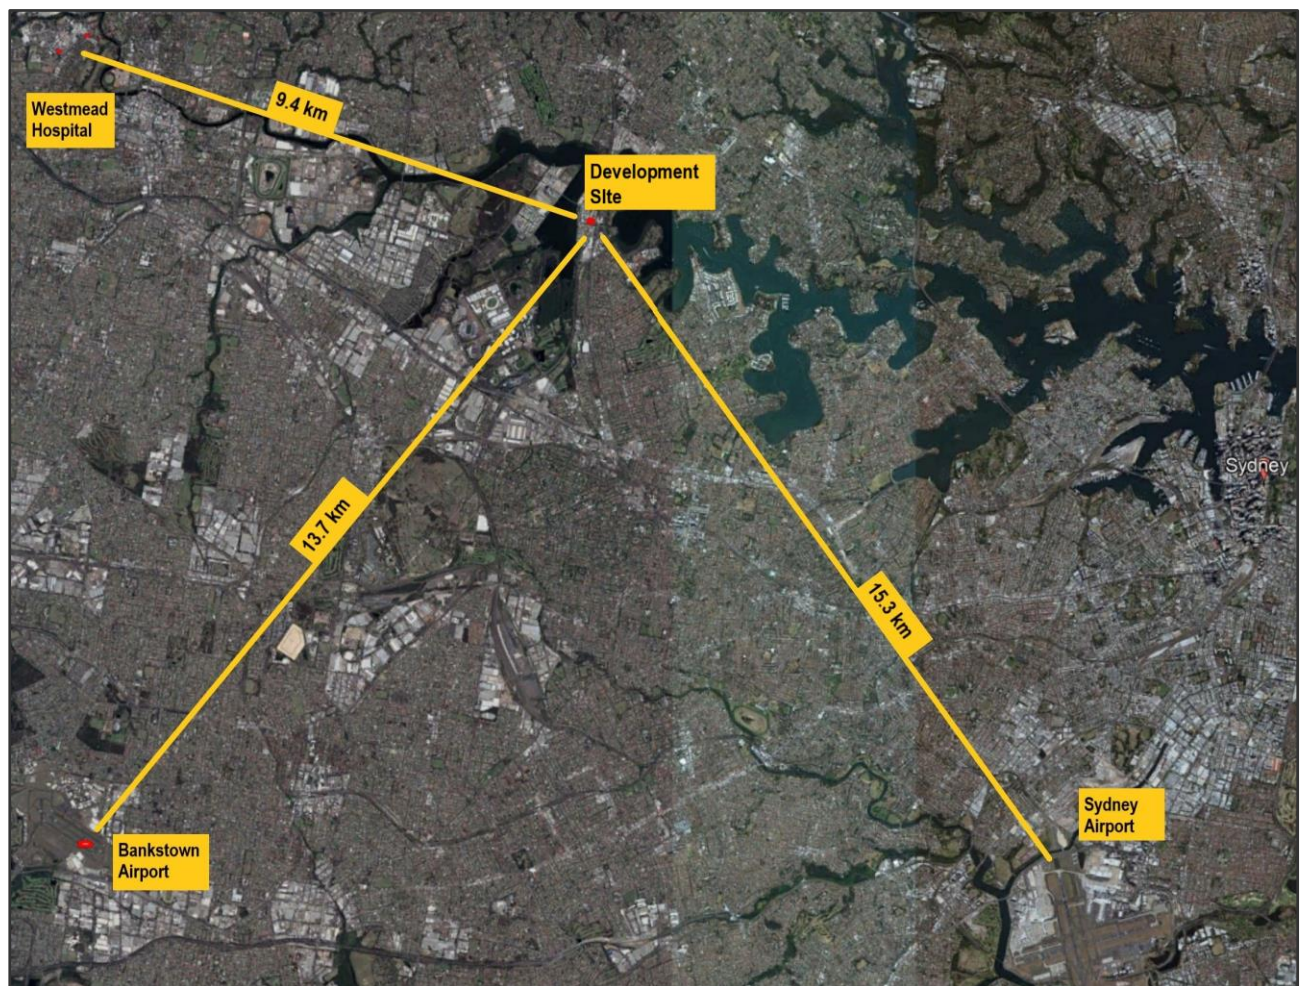 9.4 km
Westmead
Hospital
Development
SIte
Sydney
13.7 km
15.3 km
Sydney
Airport
Bankstown
Airport